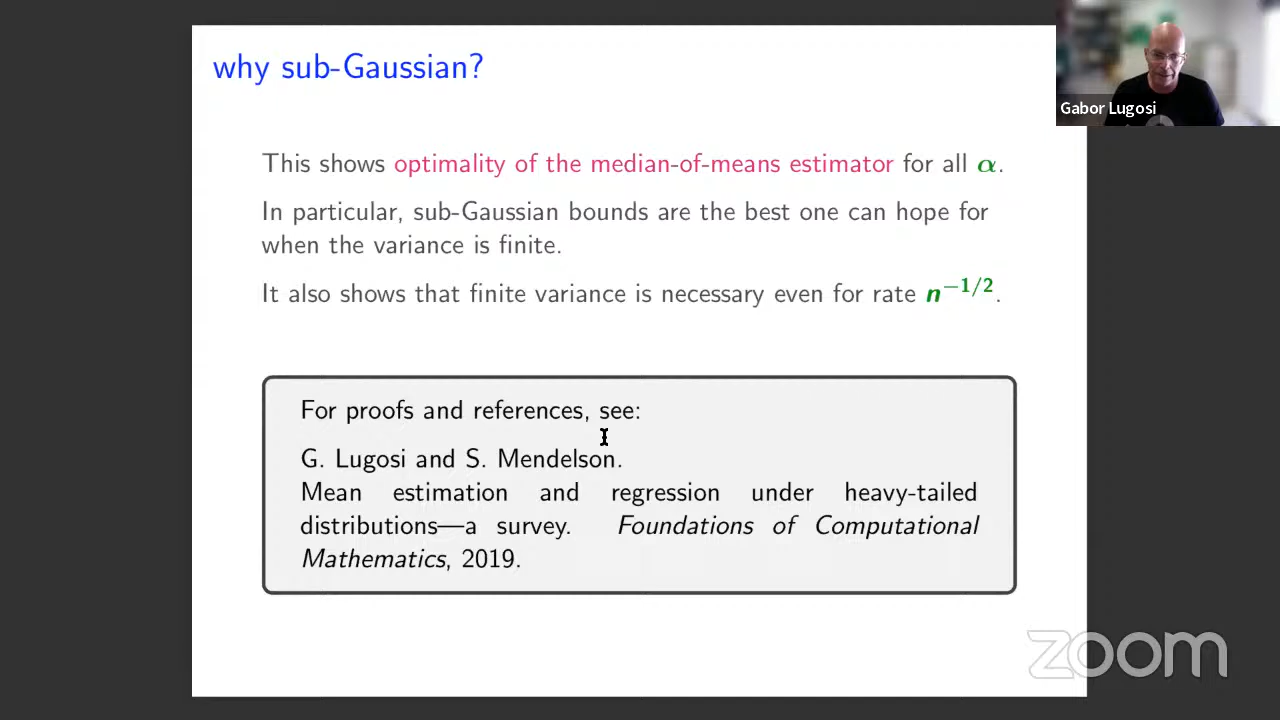 why sub-Gaussian?
Gabor Lugosi
This shows optimality of the median-of-means estimator for all α.
In particular, sub-Gaussian bounds are the best one can hope for
when the variance is finite.
It also shows that finite variance is necessary even for rate n^{−1/2}.
For proofs and references, see:
G. Lugosi and S. Mendelson.
Mean estimation and regression under heavy-tailed
distributions—a survey. Foundations of Computational
Mathematics, 2019.
zoom